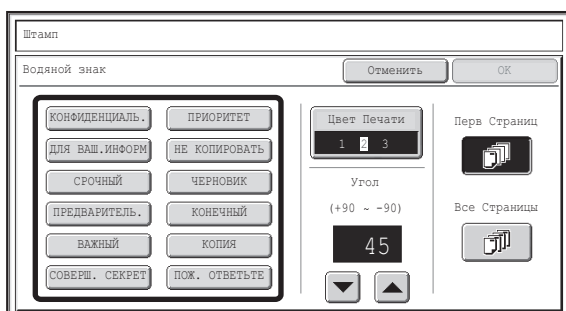 Штамп
Водяной знак
Отменить
OK
КОНФИДЕНЦИАЛЬ.
ПРИОРИТЕТ
ДЛЯ ВАШ.ИНФОРМ
НЕ КОПИРОВАТЬ
СРОЧНЫЙ
ЧЕРНОВИК
ПРЕДВАРИТЕЛЬ.
КОНЕЧНЫЙ
ВАЖНЫЙ
КОПИЯ
СОВЕРШ. СЕКРЕТ
ПОЖ. ОТВЕТЬТЕ
Цвет Печати
1 2 3
Угол
(+90 ~ -90)
45
Перв Страниц
Все Страницы